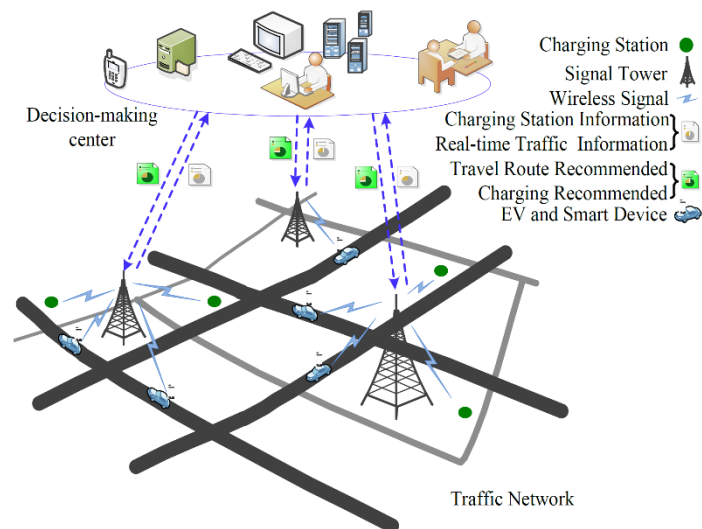 Charging Station
Signal Tower
Wireless Signal
Decision-making
center
Charging Station Information
Real-time Traffic Information
Travel Route Recommended
Charging Recommended
EV and Smart Device
Traffic Network